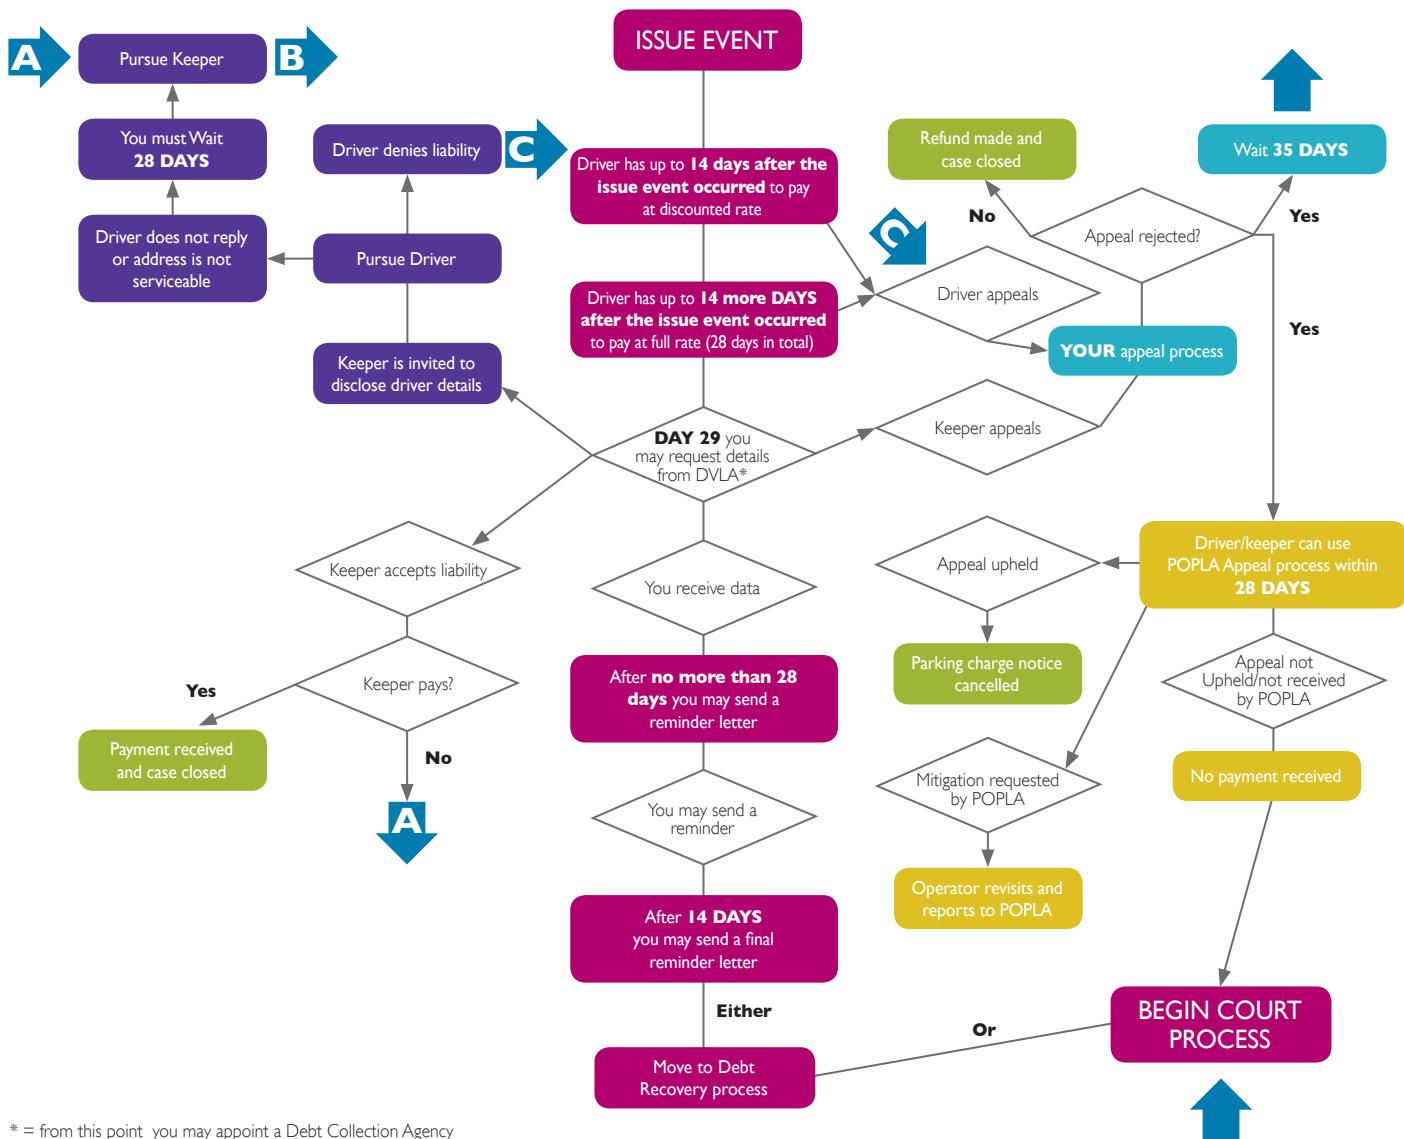 ISSUE EVENT
A
Pursue Keeper
B
You must Wait
28 DAYS
Driver denies liability
C
Driver has up to 14 days after the
issue event occurred to pay
at discounted rate
Refund made and
case closed
Wait 35 DAYS
No
Appeal rejected?
Yes
Driver does not reply
or address is not
serviceable
Pursue Driver
C
Driver has up to 14 more DAYS
after the issue event occurred
to pay at full rate (28 days in total)
Driver appeals
Yes
YOUR appeal process
Keeper is invited to
disclose driver details
DAY 29 you
may request details
from DVLA*
Keeper appeals
Keeper accepts liability
You receive data
Appeal upheld
Driver/keeper can use
POPLA Appeal process within
28 DAYS
Keeper pays?
Yes
No
Payment received
and case closed
A
After no more than 28
days you may send a
reminder letter
Parking charge notice
cancelled
Appeal not
Upheld/not received
by POPLA
You may send a
reminder
Mitigation requested
by POPLA
No payment received
After 14 DAYS
you may send a final
reminder letter
Operator revisits and
reports to POPLA
Either
Or
Move to Debt
Recovery process
BEGIN COURT
PROCESS
* = from this point you may appoint a Debt Collection Agency